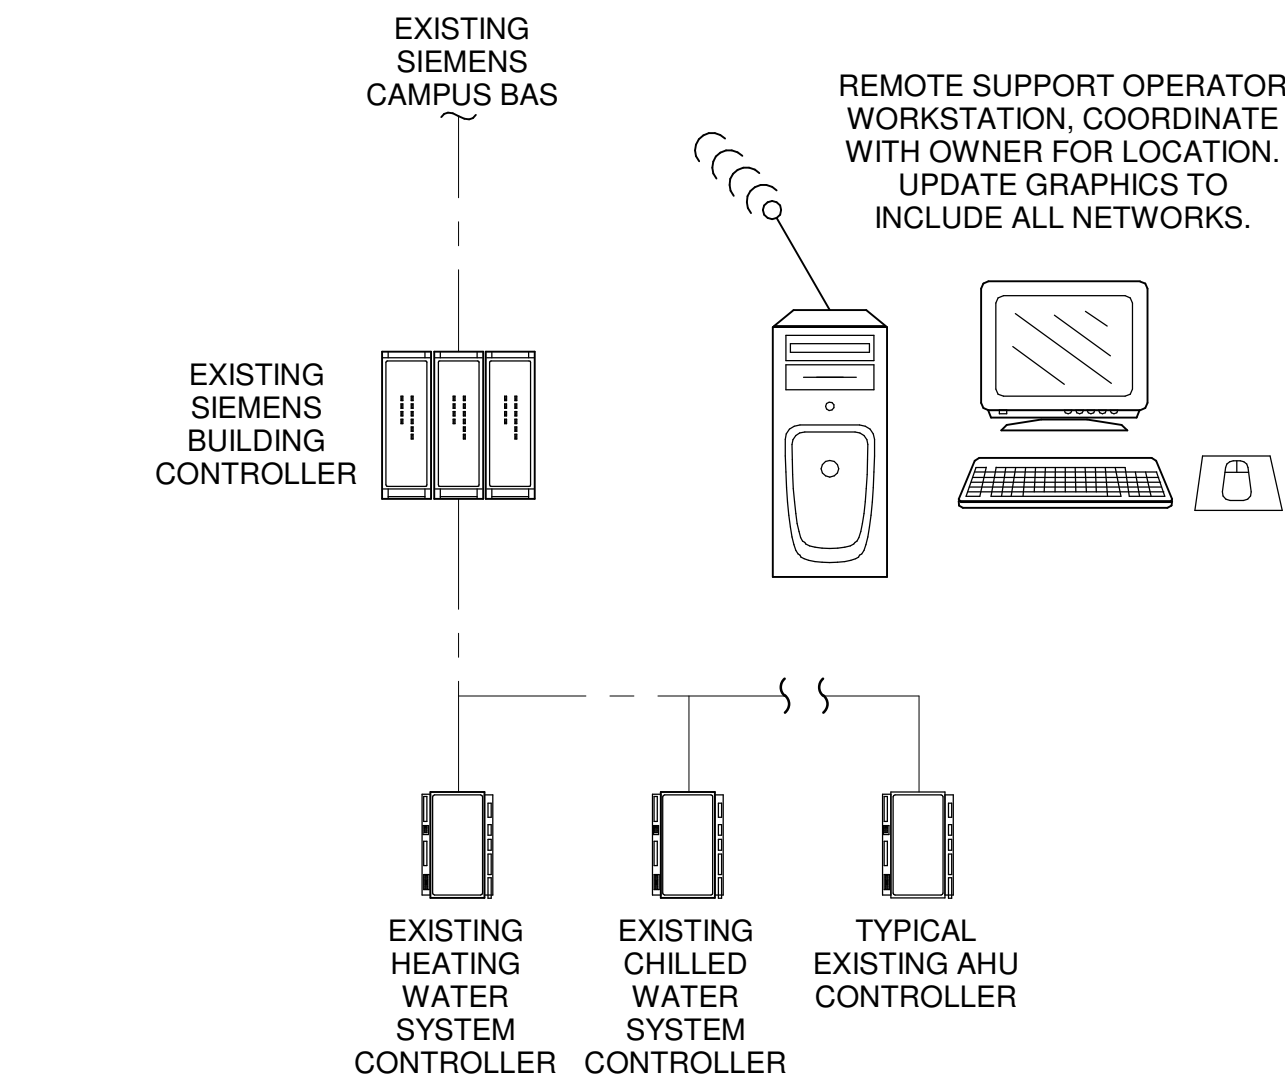 EXISTING
SIEMENS
CAMPUS BAS
REMOTE SUPPORT OPERATOR
WORKSTATION, COORDINATE
WITH OWNER FOR LOCATION.
UPDATE GRAPHICS TO
INCLUDE ALL NETWORKS.
EXISTING
SIEMENS
BUILDING
CONTROLLER
EXISTING
HEATING
WATER
SYSTEM
CONTROLLER
EXISTING
CHILLED
WATER
SYSTEM
CONTROLLER
TYPICAL
EXISTING AHU
CONTROLLER